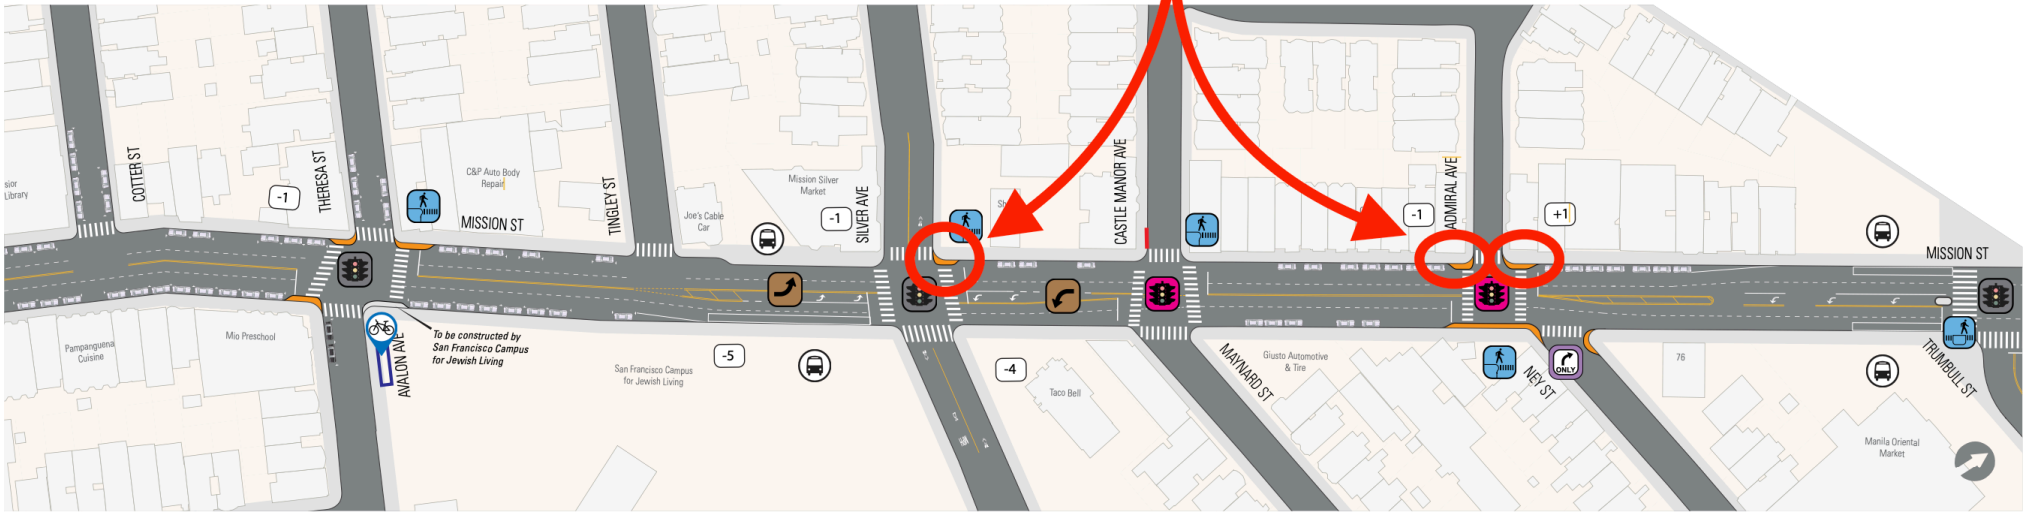 COTTER ST
-1
THERESA ST
C&P Auto Body
Repair
MISSION ST
TINGLEY ST
Joe's Cable
Car
Mission Silver
Market
-1
SILVER AVE
CASTLE MANOR AVE
-1
ADMIRAL AVE
+1
MISSION ST
Library
Pampanguena
Cuisine
Mio Preschool
AVALON AVE
To be constructed by
San Francisco Campus
for Jewish Living
San Francisco Campus
for Jewish Living
-5
-4
Taco Bell
MAYNARD ST
Giusto Automotive
& Tire
NEY ST
ONLY
76
TRUMBULL ST
Manila Oriental
Market